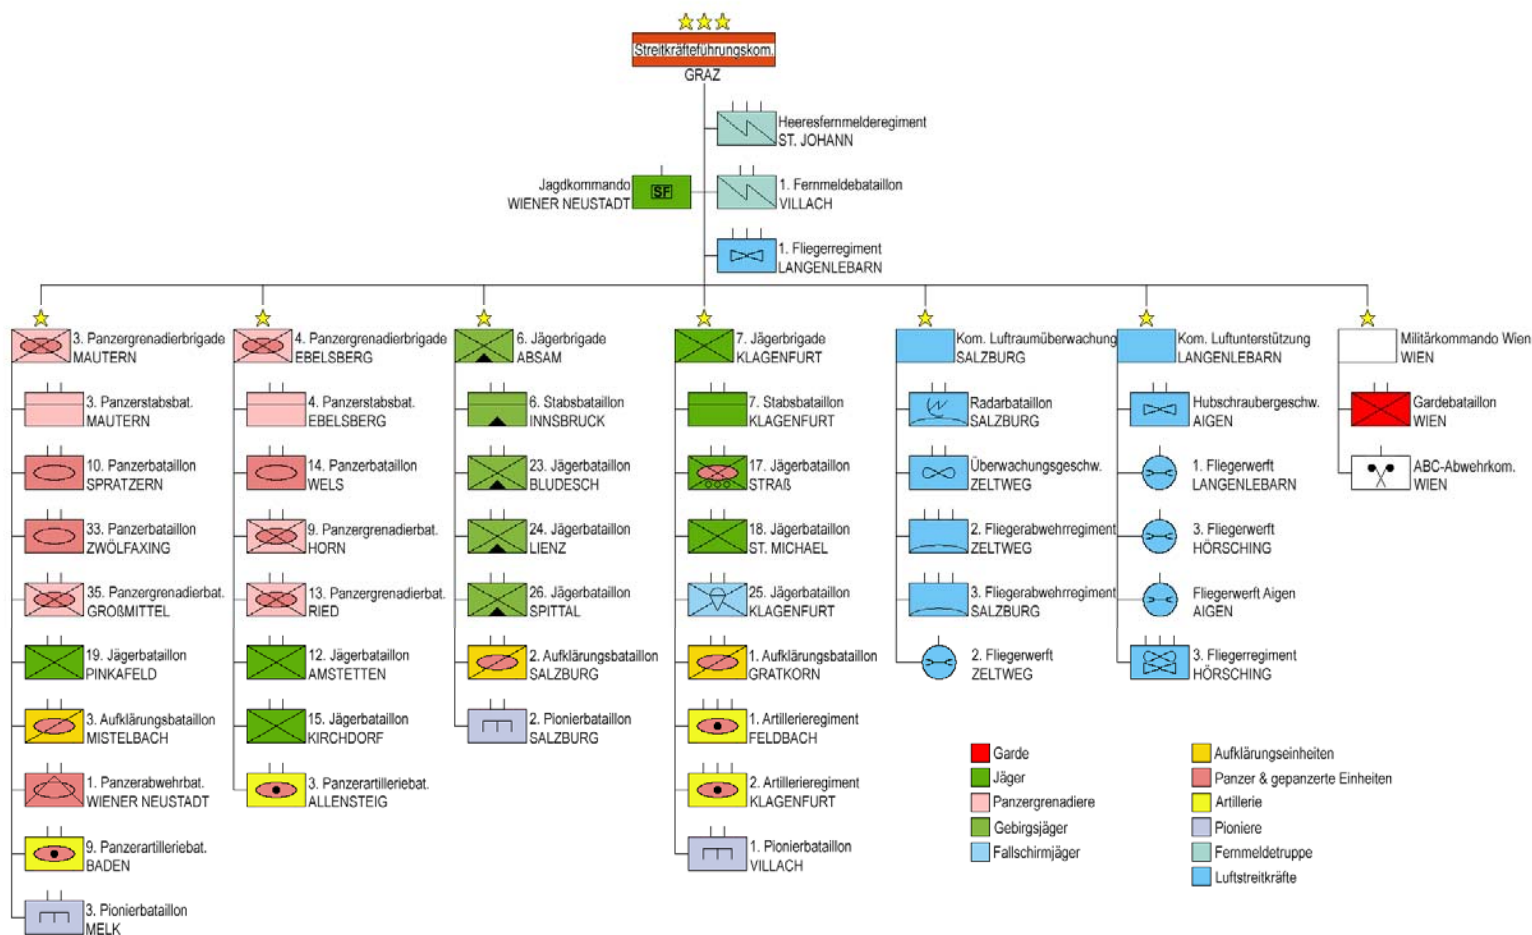 Streitkräfteführungskom.
GRAZ
Heeresfernmelderegiment
ST. JOHANN
Jagdkommando
WIENER NEUSTADT
SF
1. Fernmeldebataillon
VILLACH
1. Fliegerregiment
LANGENLEBARN
3. Panzergrenadierbrigade
MAUTERN
3. Panzerstabsbat.
MAUTERN
10. Panzerbataillon
SPRATZERN
33. Panzerbataillon
ZWÖLFAXING
35. Panzergrenadierbat.
GROßMITTEL
19. Jägerbataillon
PINKAFELD
3. Aufklärungsbataillon
MISTELBACH
1. Panzerabwehrbat.
WIENER NEUSTADT
9. Panzerartilleriebat.
BADEN
3. Pionierbataillon
MELK
4. Panzergrenadierbrigade
EBELSBERG
4. Panzerstabsbat.
EBELSBERG
14. Panzerbataillon
WELS
9. Panzergrenadierbat.
HORN
13. Panzergrenadierbat.
RIED
12. Jägerbataillon
AMSTETTEN
15. Jägerbataillon
KIRCHDORF
3. Panzerartilleriebat.
ALLENSTEIG
6. Jägerbrigade
ABSAM
6. Stabsbataillon
INNSBRUCK
23. Jägerbataillon
BLUDESCH
24. Jägerbataillon
LIENZ
26. Jägerbataillon
SPITTAL
2. Aufklärungsbataillon
SALZBURG
2. Pionierbataillon
SALZBURG
7. Jägerbrigade
KLAGENFURT
7. Stabsbataillon
KLAGENFURT
17. Jägerbataillon
STRAß
18. Jägerbataillon
ST. MICHAEL
25. Jägerbataillon
KLAGENFURT
1. Aufklärungsbataillon
GRATKORN
1. Artillerieregiment
FELDBACH
2. Artillerieregiment
KLAGENFURT
1. Pionierbataillon
VILLACH
Kom. Luftraumüberwachung
SALZBURG
Radarbataillon
SALZBURG
Überwachungsgeschw.
ZELTWEG
2. Fliegerabwehrregiment
ZELTWEG
3. Fliegerabwehrregiment
SALZBURG
2. Fliegerwerft
ZELTWEG
Kom. Luftunterstützung
LANGENLEBARN
Hubschraubergeschw.
AIGEN
1. Fliegerwerft
LANGENLEBARN
3. Fliegerwerft
HÖRSCHING
Fliegerwerft Aigen
AIGEN
3. Fliegerregiment
HÖRSCHING
Militärkommando Wien
WIEN
Gardebataillon
WIEN
ABC-Abwehrkom.
WIEN
Garde
Jäger
Panzergrenadiere
Gebirgsjäger
Fallschirmjäger
Aufklärungseinheiten
Panzer & gepanzerte Einheiten
Artillerie
Pioniere
Fernmeldetruppe
Luftstreitkräfte